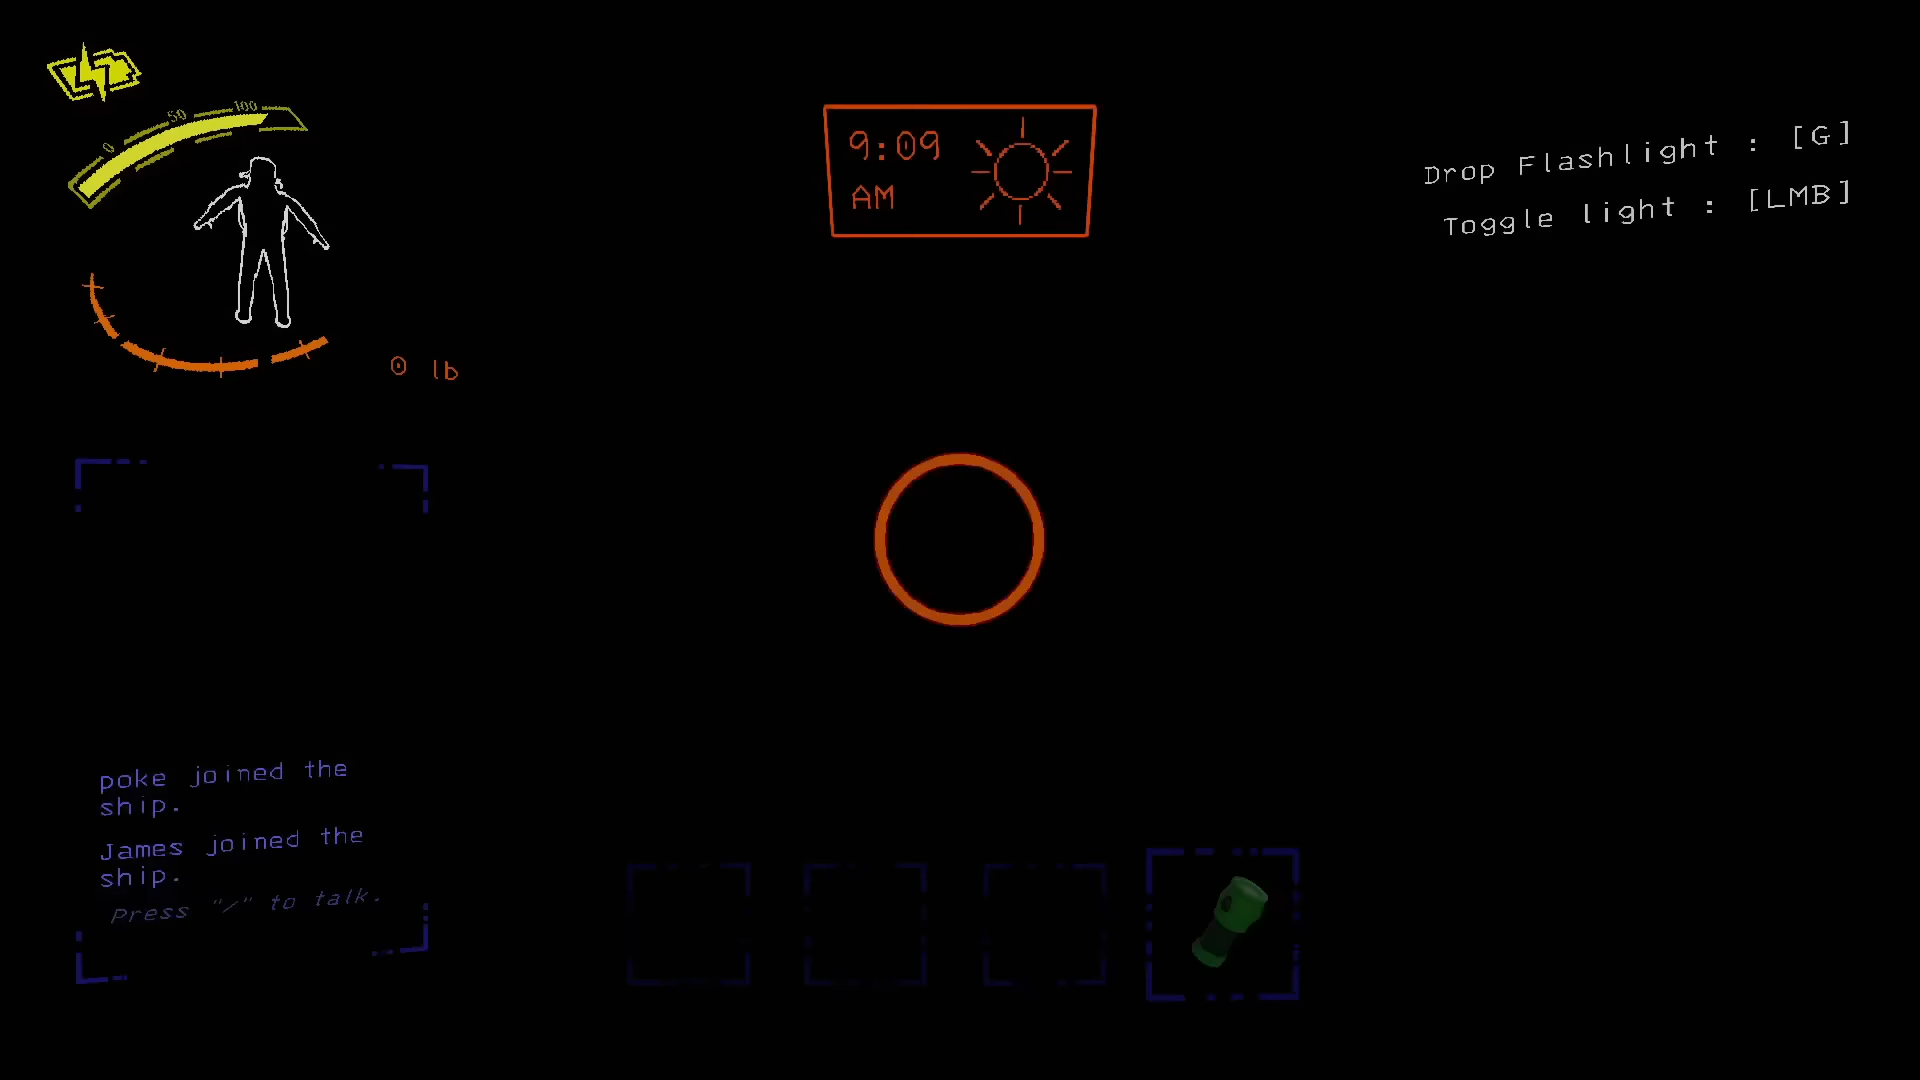 0 50 100
9:09
AM
Drop Flashlight : [G]
Toggle light : [LMB]
0 lb
poke joined the
ship.
James joined the
ship.
Press "/" to talk.